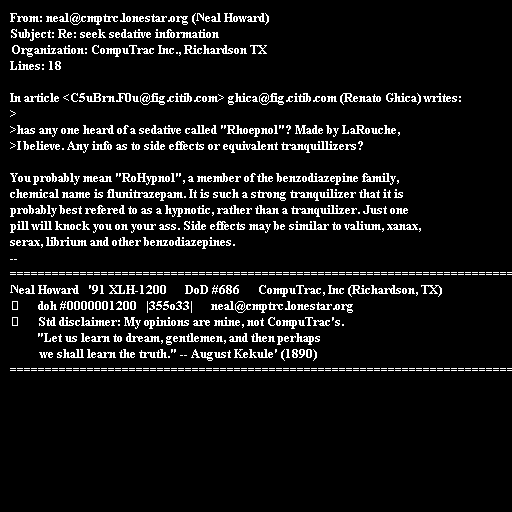 From: neal@cmptrc.lonestar.org (Neal Howard)
Subject: Re: seek sedative information
Organization: CompuTrac Inc., Richardson TX
Lines: 18

In article <C5uBrn.F0u@fig.citib.com> ghica@fig.citib.com (Renato Ghica) writes:
>
>has any one heard of a sedative called "Rhoepnol"? Made by LaRouche,
>I believe. Any info as to side effects or equivalent tranquillizers?

You probably mean "RoHypnol", a member of the benzodiazepine family,
chemical name is flunitrazepam. It is such a strong tranquilizer that it is
probably best refered to as a hypnotic, rather than a tranquilizer. Just one
pill will knock you on your ass. Side effects may be similar to valium, xanax,
serax, librium and other benzodiazepines.
--
=============================================================================
Neal Howard '91 XLH-1200 DoD #686 CompuTrac, Inc (Richardson, TX)
doh #0000001200 |355o33| neal@cmptrc.lonestar.org
Std disclaimer: My opinions are mine, not CompuTrac's.
"Let us learn to dream, gentlemen, and then perhaps
we shall learn the truth." -- August Kekule' (1890)
=============================================================================